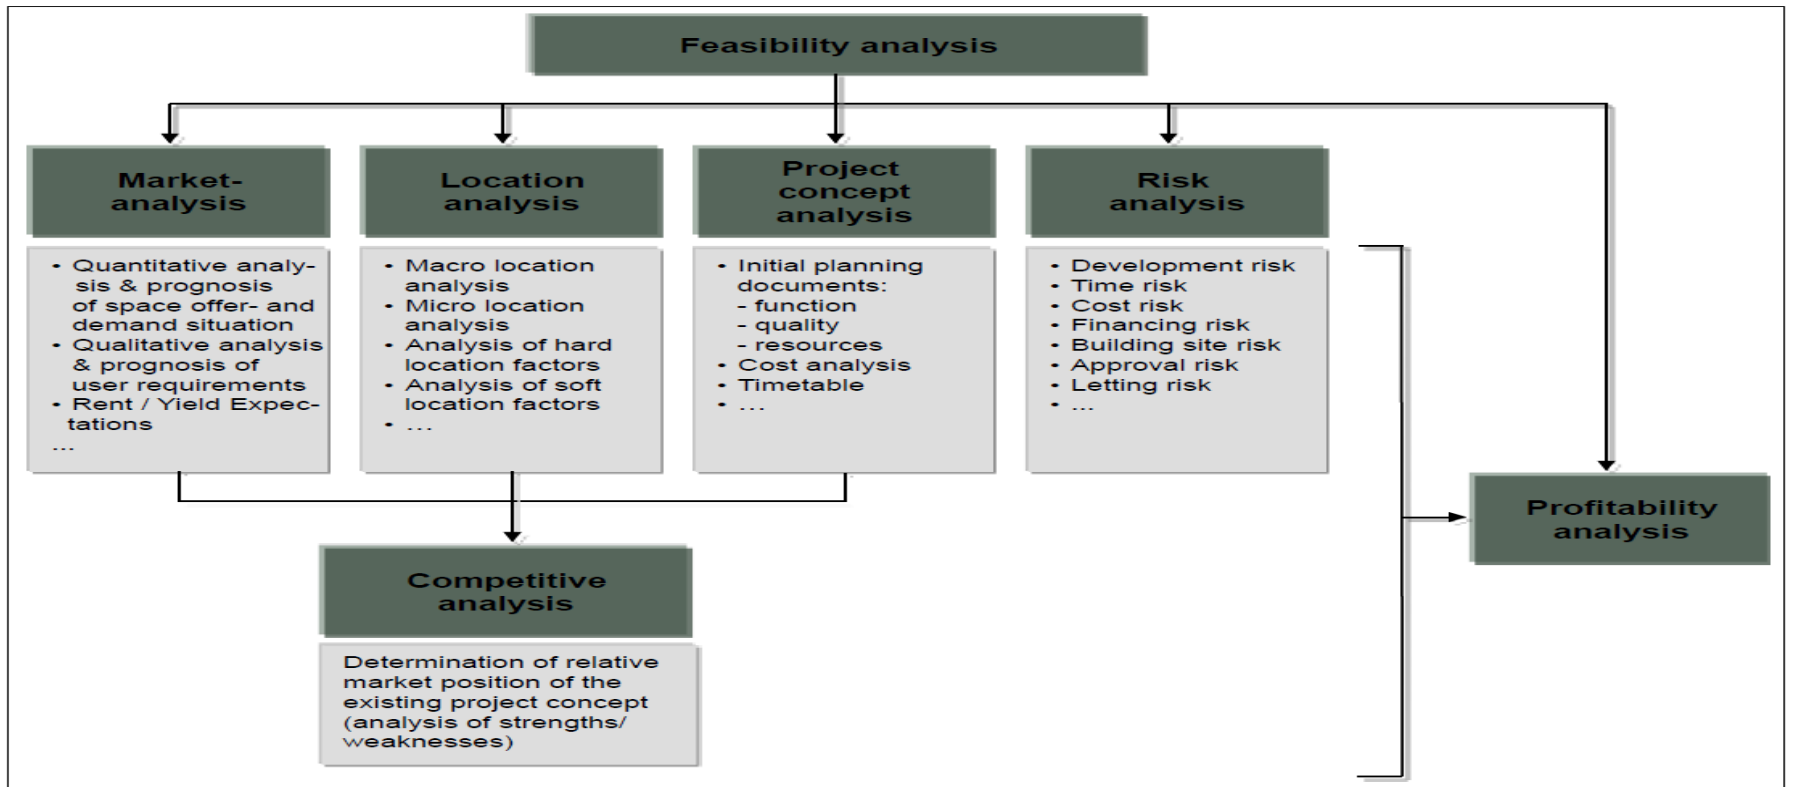 Feasibility analysis
Market-
analysis
• Quantitative analy-
sis & prognosis
of space offer- and
demand situation
• Qualitative analysis
& prognosis of
user requirements
• Rent / Yield Expec-
tations
...
Location
analysis
• Macro location
analysis
• Micro location
analysis
• Analysis of hard
location factors
• Analysis of soft
location factors
• ...
Project
concept
analysis
• Initial planning
documents:
- function
- quality
- resources
• Cost analysis
• Timetable
• ...
Risk
analysis
• Development risk
• Time risk
• Cost risk
• Financing risk
• Building site risk
• Approval risk
• Letting risk
• ...
Profitability
analysis
Competitive
analysis
Determination of relative
market position of the
existing project concept
(analysis of strengths/
weaknesses)